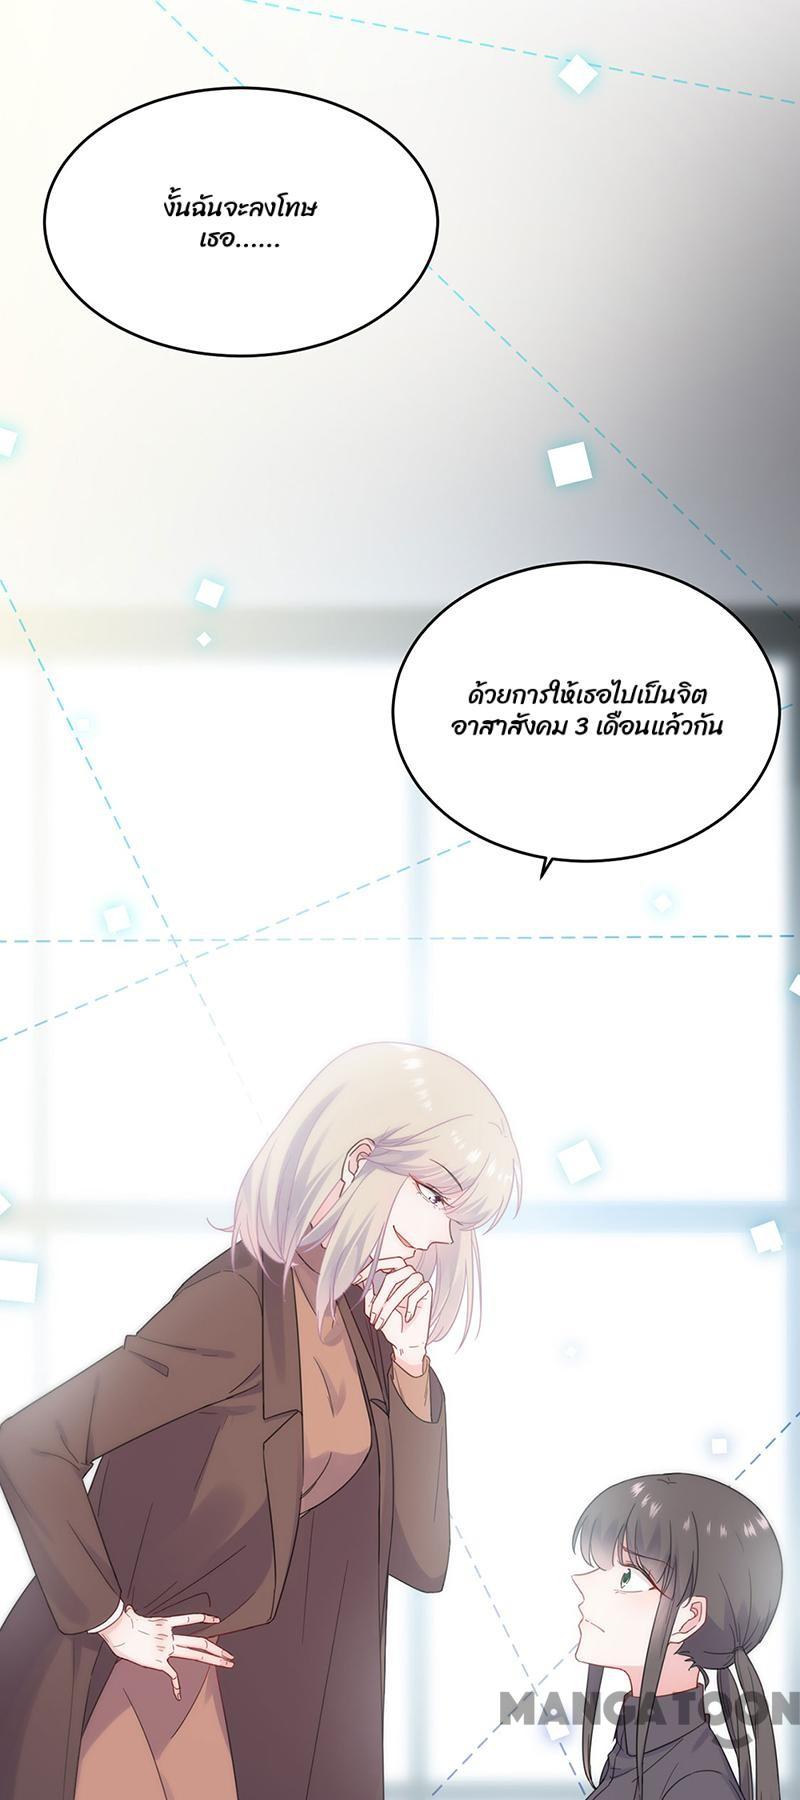 งั้นฉันจะลงโทษ
เธอ......
ด้วยการให้เธอไปเป็นจิต
อาสาสังคม 3 เดือนแล้วกัน
MANGATOON